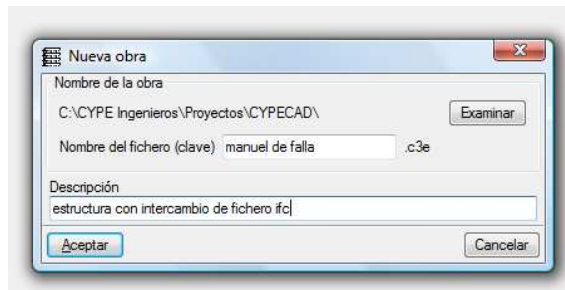 Nueva obra
Nombre de la obra
C:\CYPE Ingenieros\Proyectos\CYPECAD\ Examinar
Nombre del fichero (clave) manuel de falla .c3e
Descripción
estructura con intercambio de fichero ifc
Aceptar Cancelar